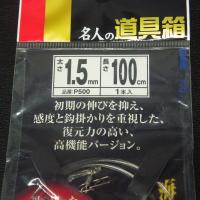 名人の道具箱
太さ 1.5mm 長さ 100cm
品番:P500 1本入
初期の伸びを抑え、
感度と鈎掛かりを重視した、
復元力の高い、
高機能バージョン。